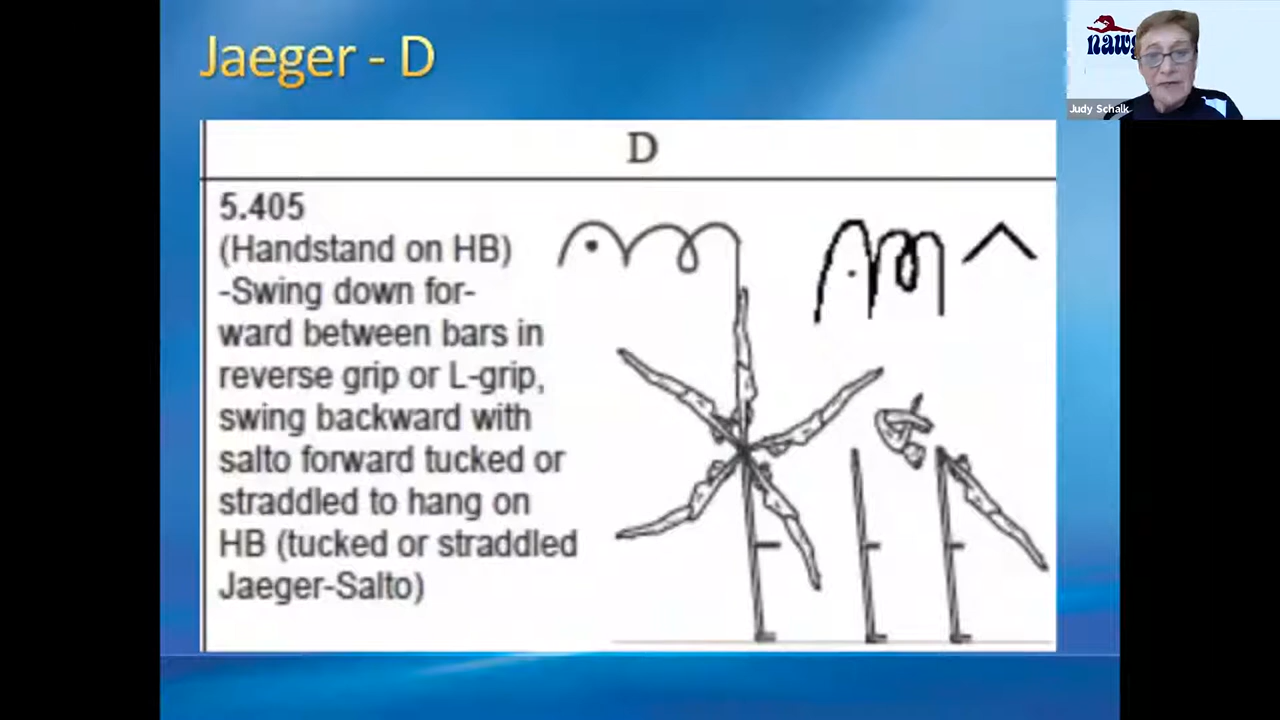 Jaeger - D
nawg
Judy Schalk
D
5.405
(Handstand on HB)
-Swing down for-
ward between bars in
reverse grip or L-grip,
swing backward with
salto forward tucked or
straddled to hang on
HB (tucked or straddled
Jaeger-Salto)